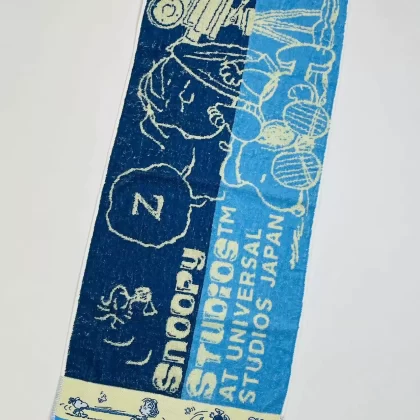 Z
SNOOPY
STUDIOS™
AT UNIVERSAL
STUDIOS JAPAN